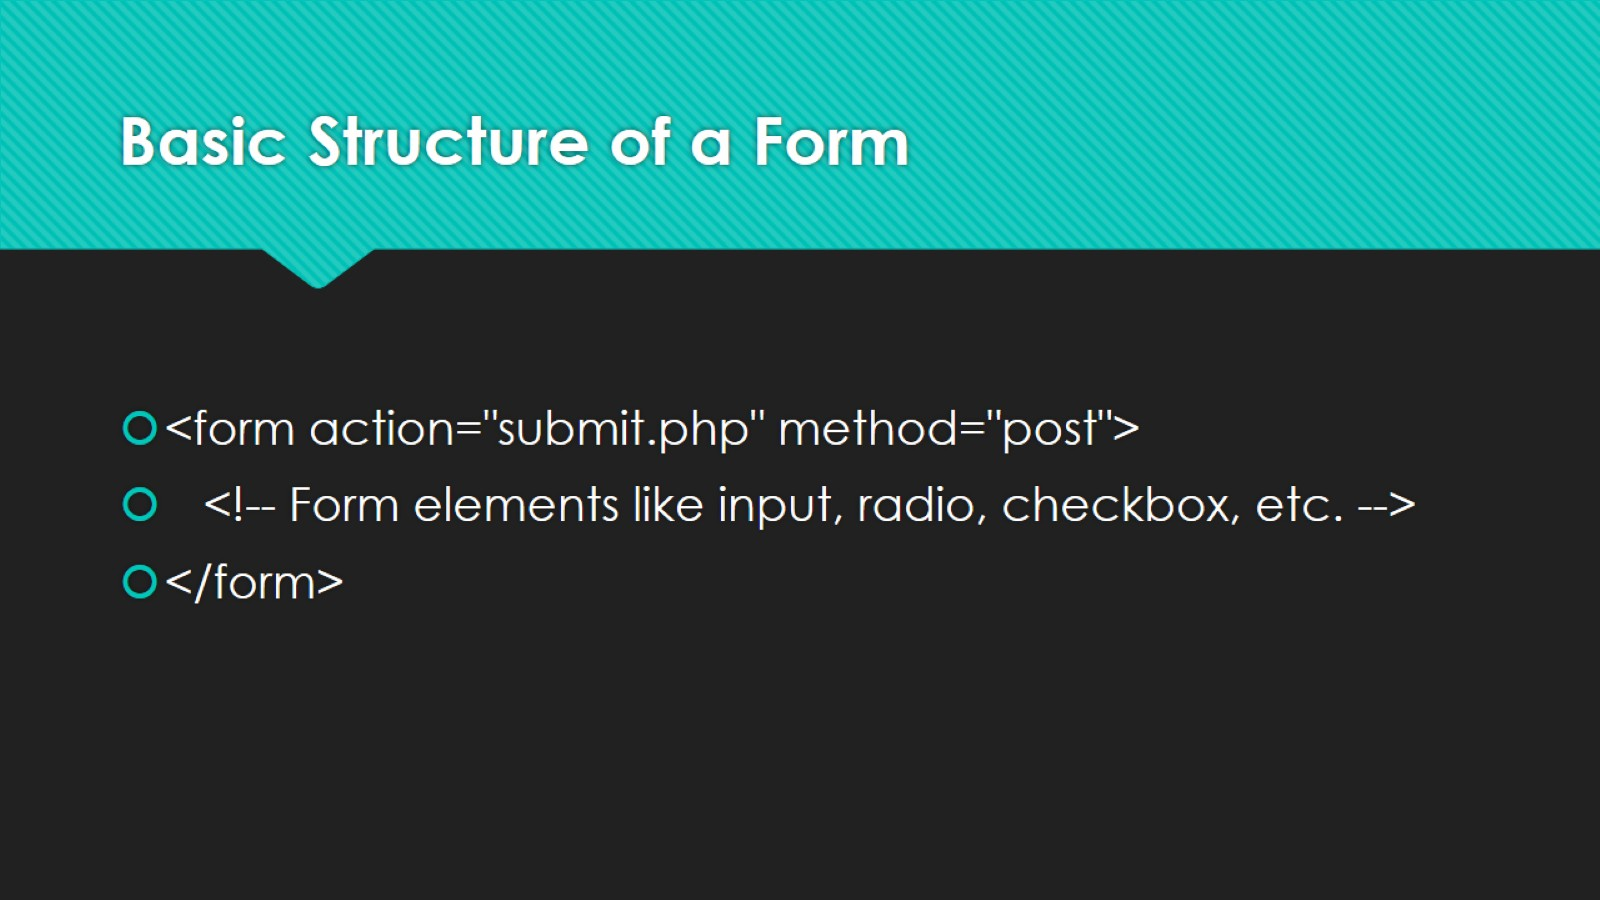 Basic Structure of a Form
<form action="submit.php" method="post">
<!-- Form elements like input, radio, checkbox, etc. -->
</form>